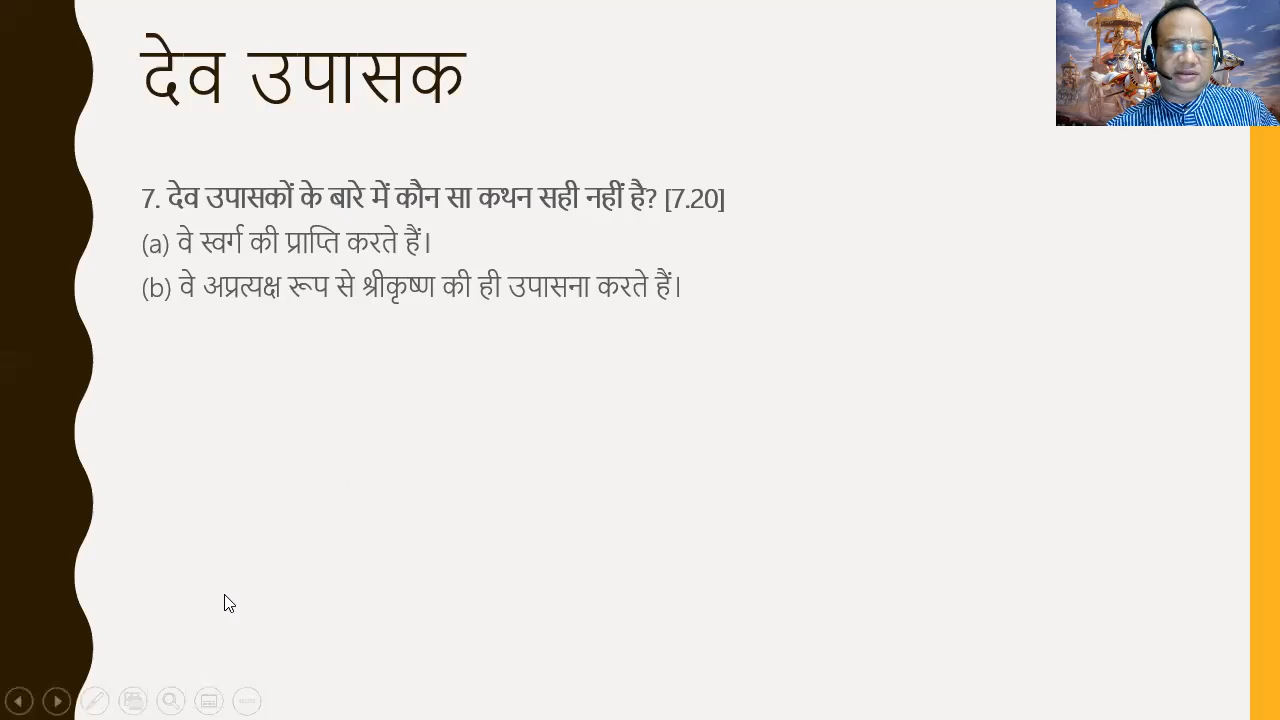 देव उपासक
7. देव उपासकों के बारे में कौन सा कथन सही नहीं है? [7.20]
(a) वे स्वर्ग की प्राप्ति करते हैं।
(b) वे अप्रत्यक्ष रूप से श्रीकृष्ण की ही उपासना करते हैं।